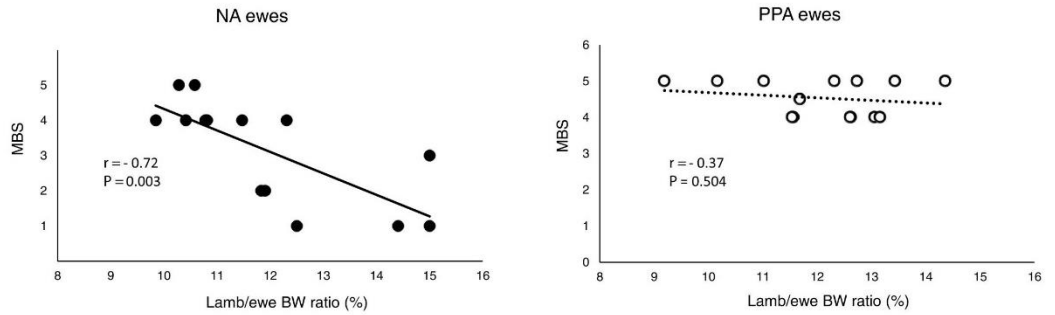 NA ewes
5
4
3
2
1
MBS
r = - 0.72
P = 0.003
8 9 10 11 12 13 14 15 16
Lamb/ewe BW ratio (%)
PPA ewes
6
5
4
3
2
1
0
MBS
r = - 0.37
P = 0.504
8 9 10 11 12 13 14 15 16
Lamb/ewe BW ratio (%)